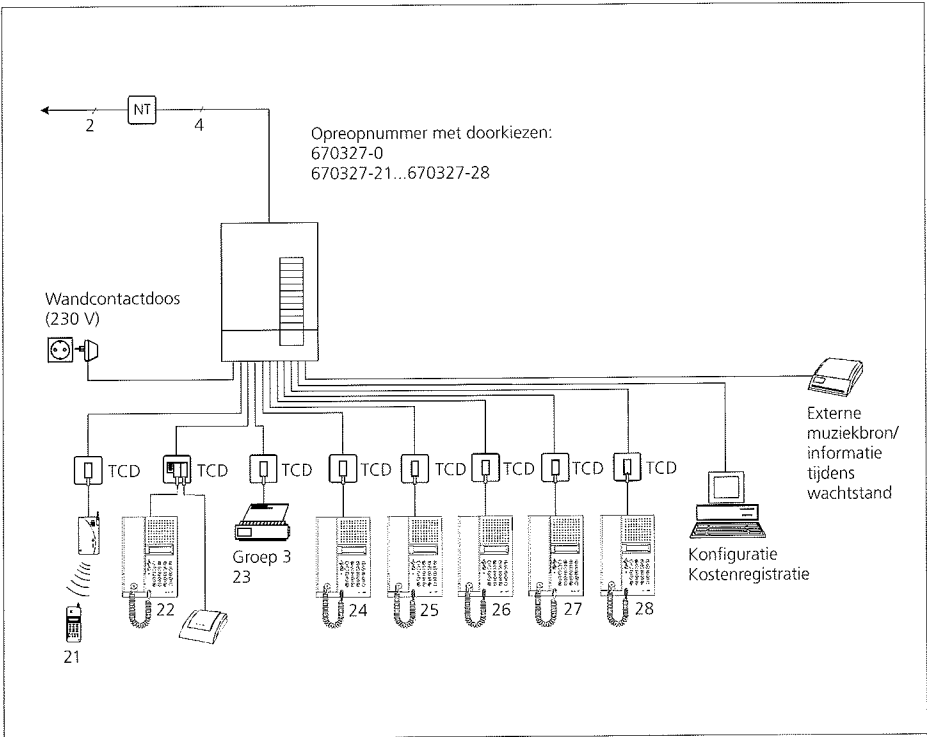 NT
2
4
Opreopnummer met doorkiezen:
670327-0
670327-21...670327-28
Wandcontactdoos
(230 V)
TCD
TCD
TCD
TCD
TCD
TCD
TCD
TCD
Externe
muziekbron/
informatie
tijdens
wachtstand
Groep 3
23
Konfiguratie
Kostenregistratie
22
24
25
26
27
28
21